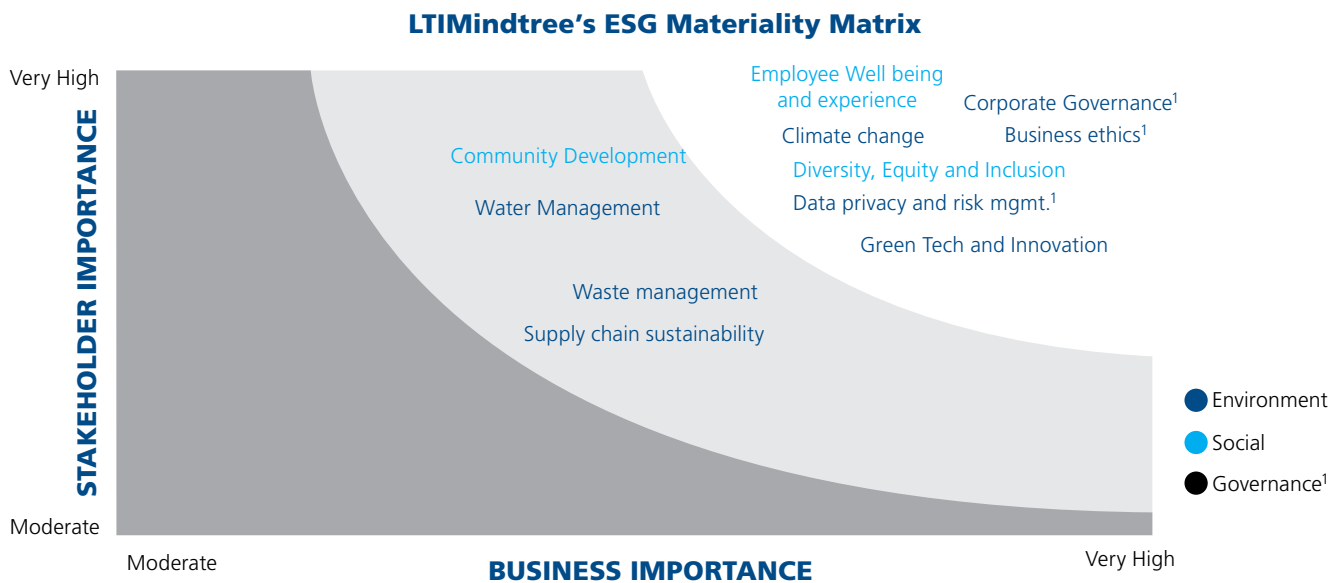 LTIMindtree's ESG Materiality Matrix
Very High
STAKEHOLDER IMPORTANCE
Moderate
Employee Well being
and experience
Corporate Governance¹
Climate change
Business ethics¹
Community Development
Diversity, Equity and Inclusion
Water Management
Data privacy and risk mgmt.¹
Green Tech and Innovation
Waste management
Supply chain sustainability
Environment
Social
Governance¹
Moderate
BUSINESS IMPORTANCE
Very High